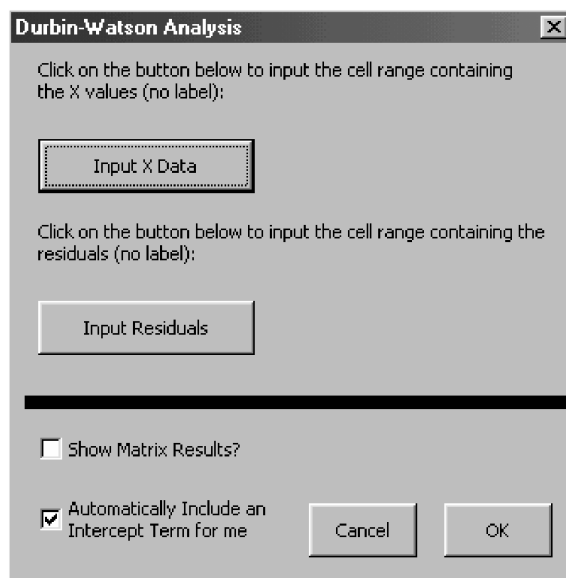 Durbin-Watson Analysis
Click on the button below to input the cell range containing
the X values (no label):
Input X Data
Click on the button below to input the cell range containing the
residuals (no label):
Input Residuals
Show Matrix Results?
Automatically Include an
Intercept Term for me
Cancel
OK